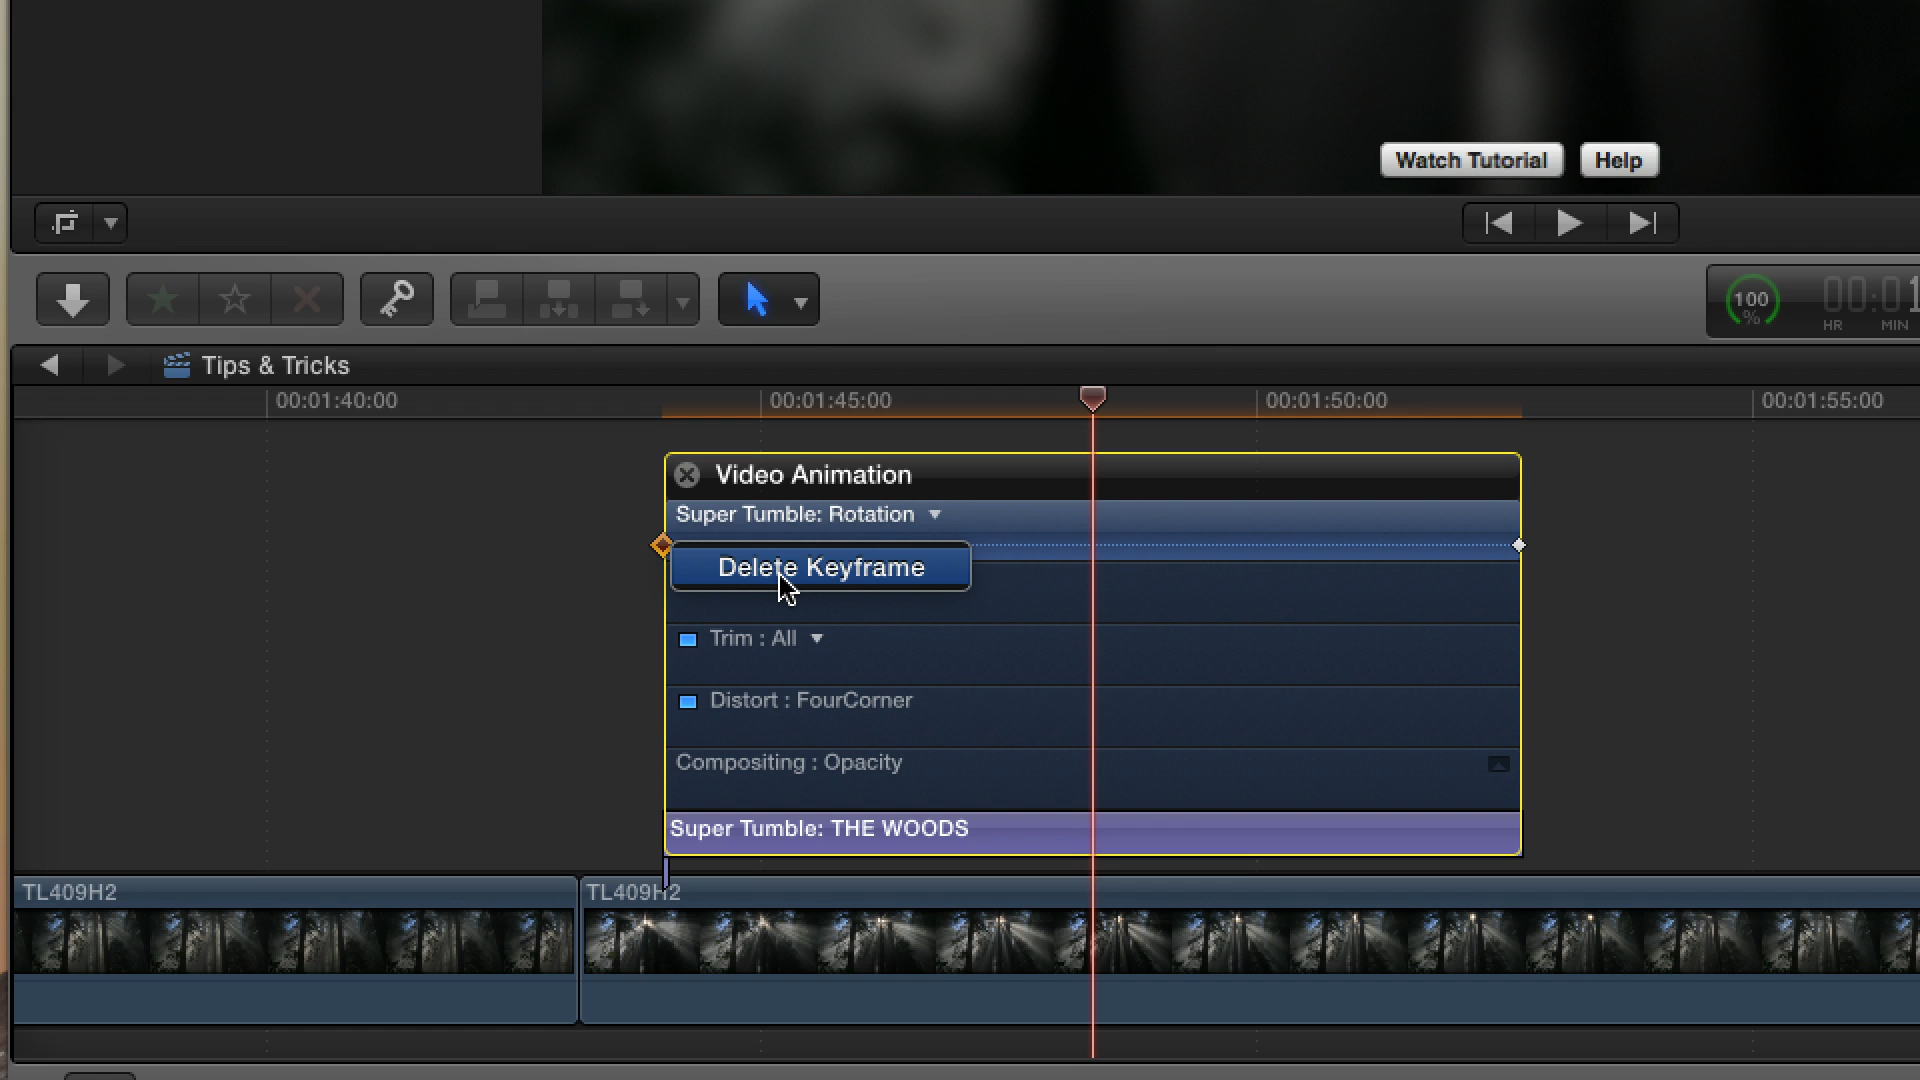 Watch Tutorial Help
100
%
00:01
HR MIN
Tips & Tricks
00:01:40:00 00:01:45:00 00:01:50:00 00:01:55:00
Video Animation
Super Tumble: Rotation
Delete Keyframe
Trim : All
Distort : FourCorner
Compositing : Opacity
Super Tumble: THE WOODS
TL409H2 TL409H2